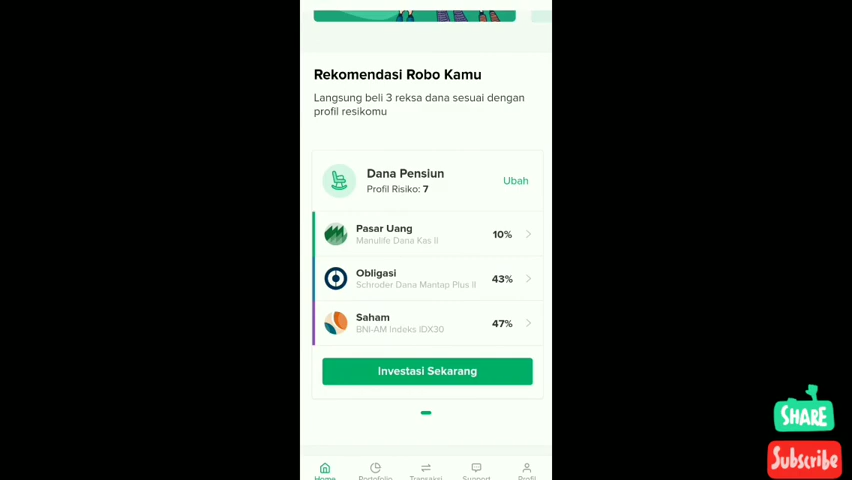 Rekomendasi Robo Kamu
Langsung beli 3 reksa dana sesuai dengan
profil resikomu
Dana Pensiun
Profil Risiko: 7
Ubah
Pasar Uang
Manulife Dana Kas II
10%
Obligasi
Schroder Dana Mantap Plus II
43%
Saham
BNI-AM Indeks IDX30
47%
Investasi Sekarang
SHARE
Subscribe
Home
Portofolio
Transaksi
Support
Profil